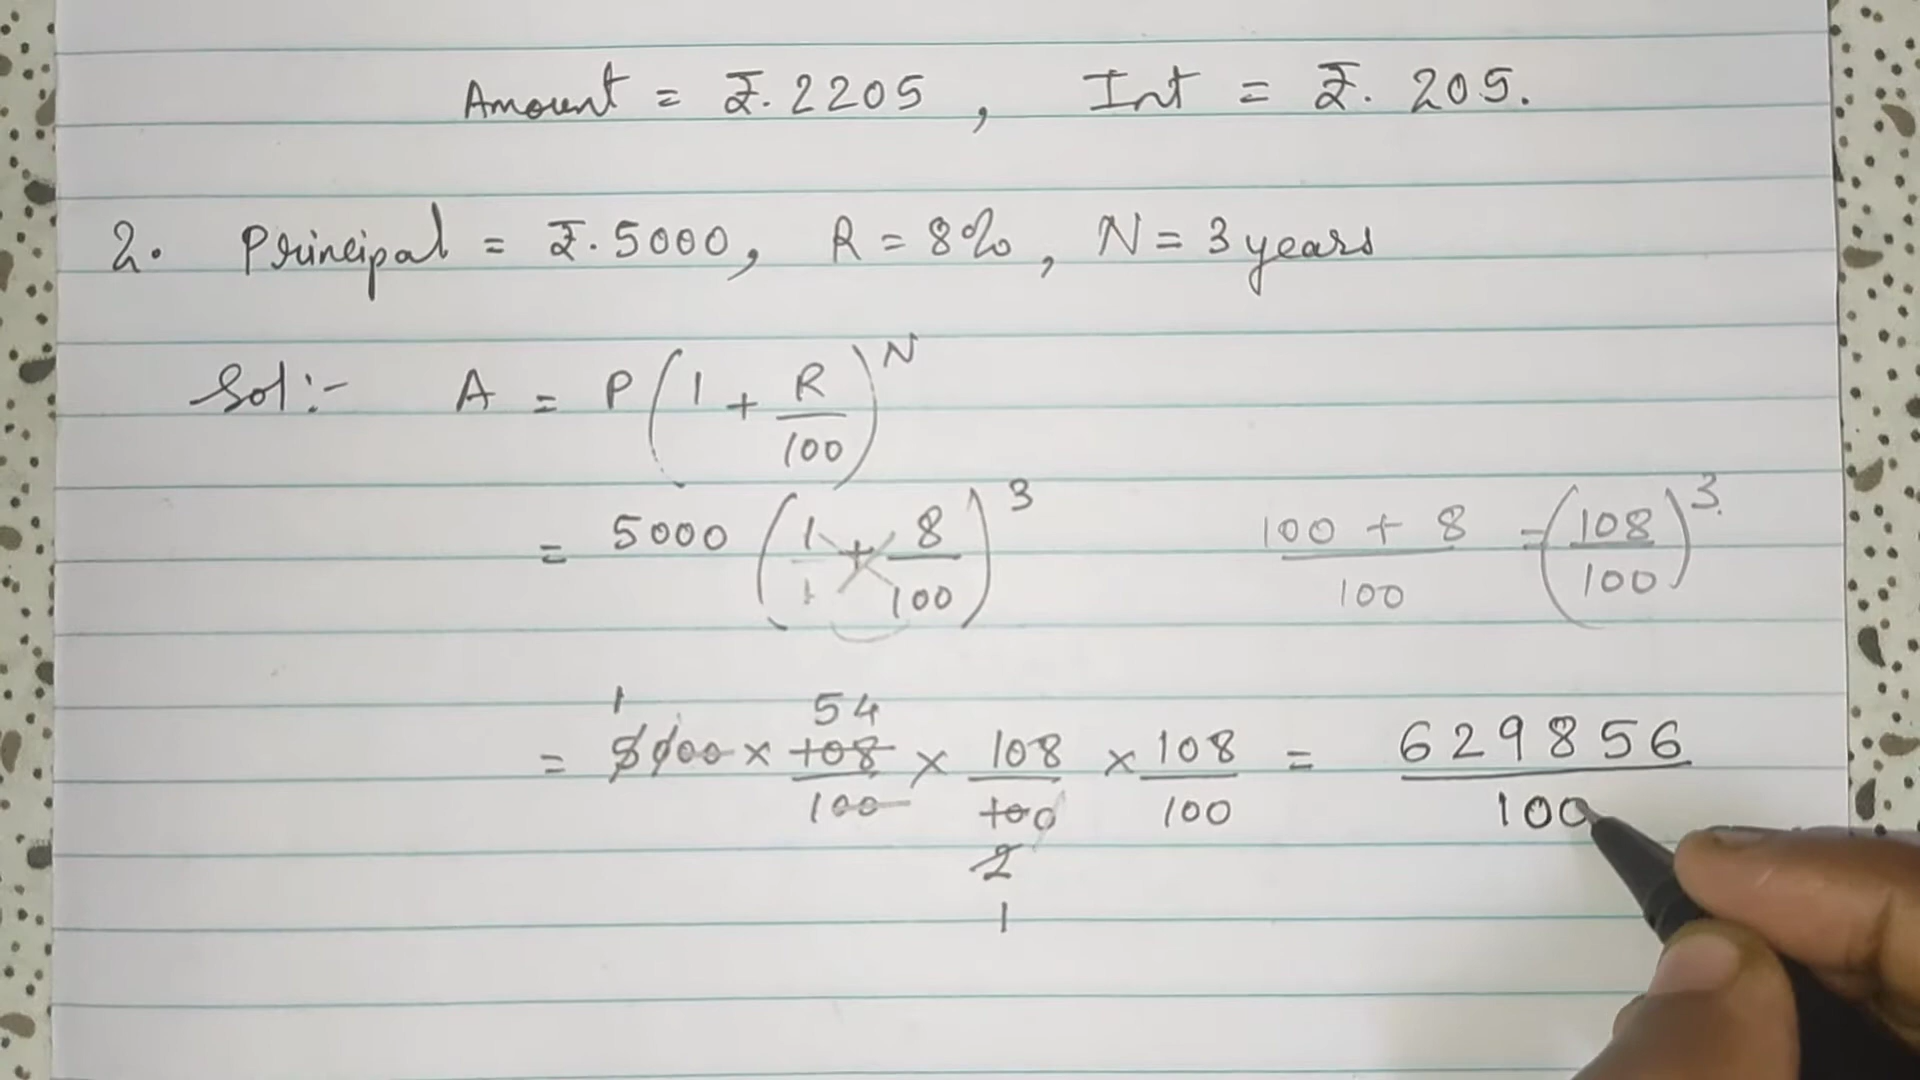 Amount = ₹. 2205 , Int = ₹. 205.
2. Principal = ₹. 5000, R = 8%, N = 3 years
Sol:- A = P(1 + R/100)^N
= 5000 (1/1 + 8/100)^3 100 + 8/100 = (108/100)^3
1 54
= 5000 × 108/100 × 108/100 × 108/100 = 629856/100
2
1